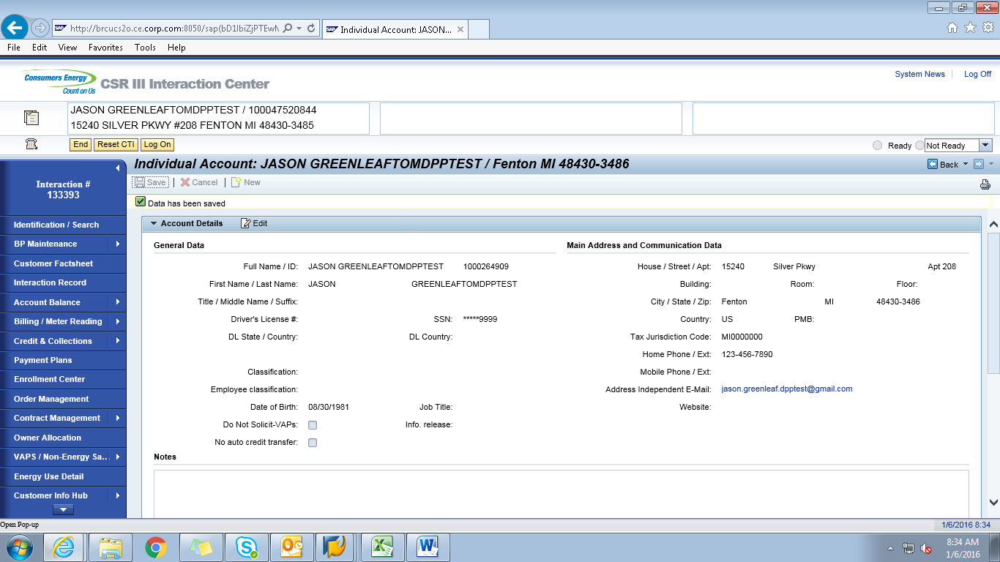 http://brcucs2o.ce.corp.com:8050/sap(bD1lbiZjPTEwN
Individual Account: JASON...
File Edit View Favorites Tools Help
Consumers Energy
Count on Us
CSR III Interaction Center
System News Log Off
JASON GREENLEAFTOMDPPTEST / 100047520844
15240 SILVER PKWY #208 FENTON MI 48430-3485
End Reset CTI Log On
Ready Not Ready
Individual Account: JASON GREENLEAFTOMDPPTEST / Fenton MI 48430-3486
Back
Save Cancel New
Data has been saved
Interaction #
133393
Identification / Search
BP Maintenance
Customer Factsheet
Interaction Record
Account Balance
Billing / Meter Reading
Credit & Collections
Payment Plans
Enrollment Center
Order Management
Contract Management
Owner Allocation
VAPS / Non-Energy Sa...
Energy Use Detail
Customer Info Hub
Account Details Edit
General Data
Full Name / ID: JASON GREENLEAFTOMDPPTEST 1000264909
First Name / Last Name: JASON GREENLEAFTOMDPPTEST
Title / Middle Name / Suffix:
Driver's License #: SSN: *****9999
DL State / Country: DL Country:
Classification:
Employee classification:
Date of Birth: 08/30/1981 Job Title:
Do Not Solicit-VAPs: Info. release:
No auto credit transfer:
Main Address and Communication Data
House / Street / Apt: 15240 Silver Pkwy Apt 208
Building: Room: Floor:
City / State / Zip: Fenton MI 48430-3486
Country: US PMB:
Tax Jurisdiction Code: MI0000000
Home Phone / Ext: 123-456-7890
Mobile Phone / Ext:
Address Independent E-Mail: jason.greenleaf.dpptest@gmail.com
Website:
Notes
Open Pop-up
1/6/2016 8:34
8:34 AM
1/6/2016